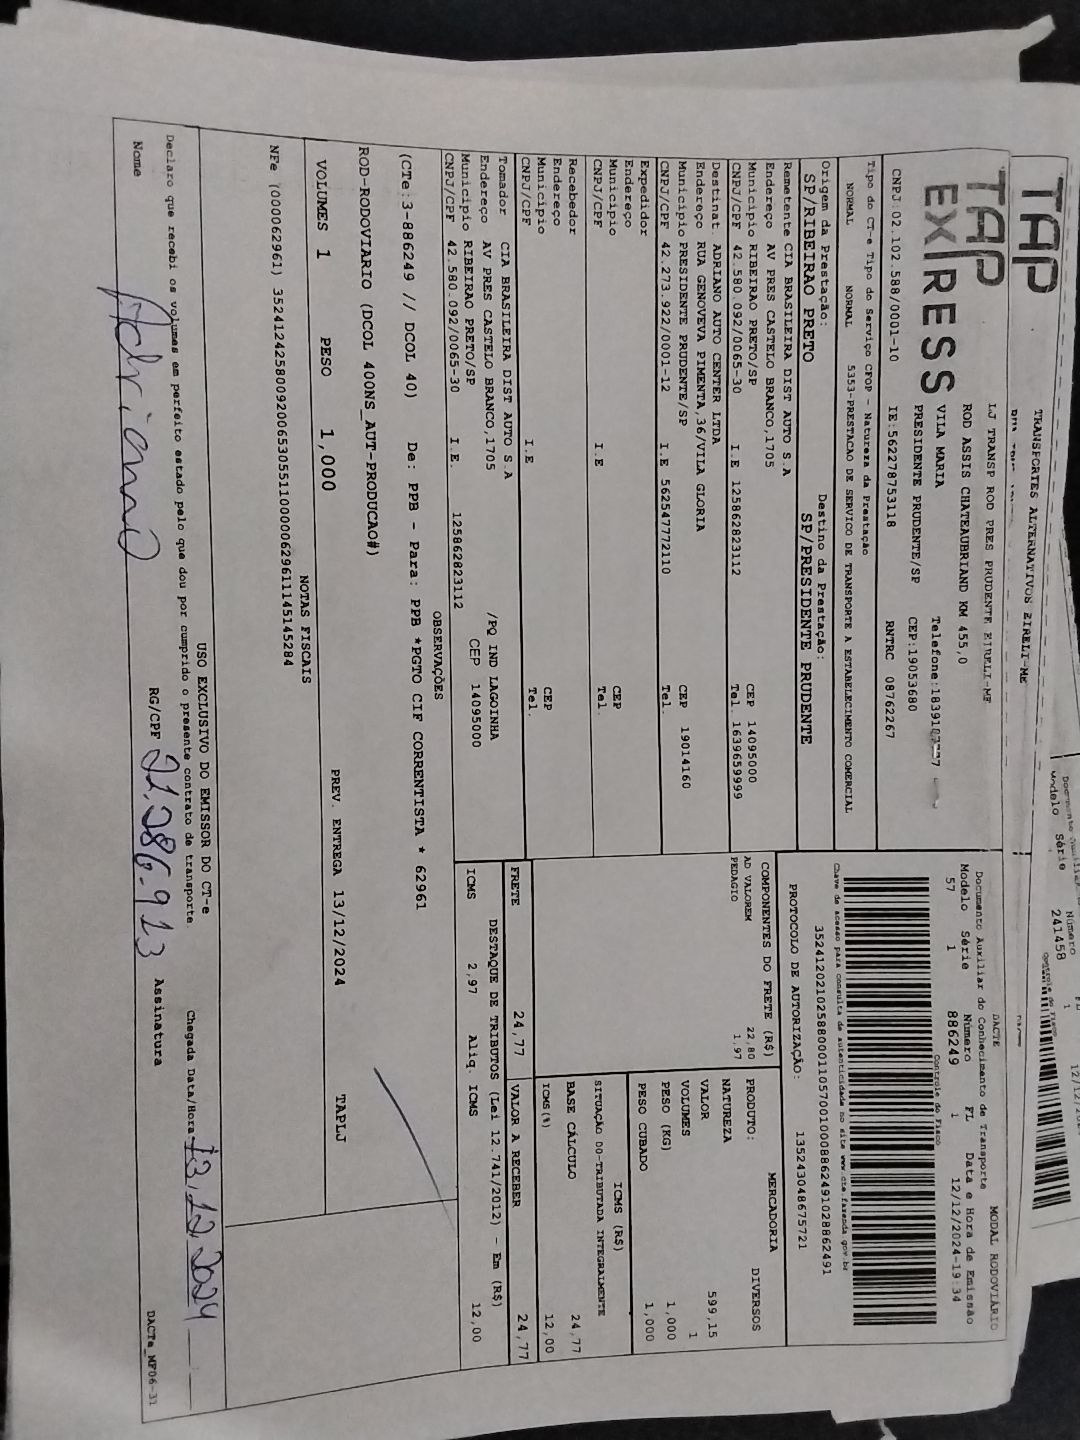 TAP
TRANSPORTES ALTERNATIVOS EIRELI-ME
Modelo Série Número
241458 1
TAP
EXPRESS
LJ TRANSP ROD PRES PRUDENTE EIRELI-ME
ROD ASSIS CHATEAUBRIAND KM 455,0
VILA MARIA
PRESIDENTE PRUDENTE/SP CEP:19053680
CNPJ:02.102.588/0001-10 IE:562278753118 RNTRC 08762267
DACTE MODAL RODOVIÁRIO
Documento Auxiliar do Conhecimento de Transporte
Modelo Série Número FL Data e Hora de Emissão
57 1 886249 1 12/12/2024-19:34
Controle do Fisco
Chave de acesso para consulta de autenticidade no site www.cte.fazenda.gov.br
35241202102588000110570010008862491028862491
PROTOCOLO DE AUTORIZAÇÃO: 135243048675721
Tipo do CT-e Tipo do Serviço CFOP - Natureza da Prestação
NORMAL NORMAL 5353-PRESTACAO DE SERVICO DE TRANSPORTE A ESTABELECIMENTO COMERCIAL
Origem da Prestação: Destino da Prestação:
SP/RIBEIRAO PRETO SP/PRESIDENTE PRUDENTE
Remetente CIA BRASILEIRA DIST AUTO S.A
Endereço AV PRES CASTELO BRANCO,1705
Municipio RIBEIRAO PRETO/SP CEP 14095000
CNPJ/CPF 42.580.092/0065-30 I.E 125862823112 Tel. 1639659999
Destinat ADRIANO AUTO CENTER LTDA
Endereço RUA GENOVEVA PIMENTA,36/VILA GLORIA
Municipio PRESIDENTE PRUDENTE/SP CEP 19014160
CNPJ/CPF 42.273.922/0001-12 I.E 562547772110 Tel.
Expedidor
Endereço
Municipio CEP
CNPJ/CPF I.E Tel.
Recebedor
Endereço
Municipio CEP
CNPJ/CPF I.E Tel.
Tomador CIA BRASILEIRA DIST AUTO S.A
Endereço AV PRES CASTELO BRANCO,1705 /PQ IND LAGOINHA
Municipio RIBEIRAO PRETO/SP CEP 14095000
CNPJ/CPF 42.580.092/0065-30 I.E. 125862823112
COMPONENTES DO FRETE (R$)
AD VALOREM 22,80
PEDAGIO 1,97
PRODUTO: MERCADORIA
NATUREZA DIVERSOS
VALOR 599,15
VOLUMES 1
PESO (KG) 1,000
PESO CUBADO 1,000
ICMS (R$)
SITUAÇÃO 00-TRIBUTADA INTEGRALMENTE
BASE CÁLCULO 24,77
ICMS(%) 12,00
FRETE 24,77 VALOR A RECEBER 24,77
DESTAQUE DE TRIBUTOS (Lei 12.741/2012) - Em (R$)
ICMS 2,97 Aliq. ICMS 12,00
OBSERVAÇÕES
(CTe:3-886249 // DCOL 40) De: PPB - Para: PPB *PGTO CIF CORRENTISTA * 62961
ROD-RODOVIARIO (DCOL 400NS_AUT-PRODUCAO#)
VOLUMES 1 PESO 1,000 PREV. ENTREGA 13/12/2024 TAPLJ
NOTAS FISCAIS
NFe (000062961) 35241242580092006530551100000629611145145284
USO EXCLUSIVO DO EMISSOR DO CT-e
Declaro que recebi os volumes em perfeito estado pelo que dou por cumprido o presente contrato de transporte
Chegada Data/Hora 13.12.2024
Nome Adriano RG/CPF 21.286.913 Assinatura
DACTe_MF06-31